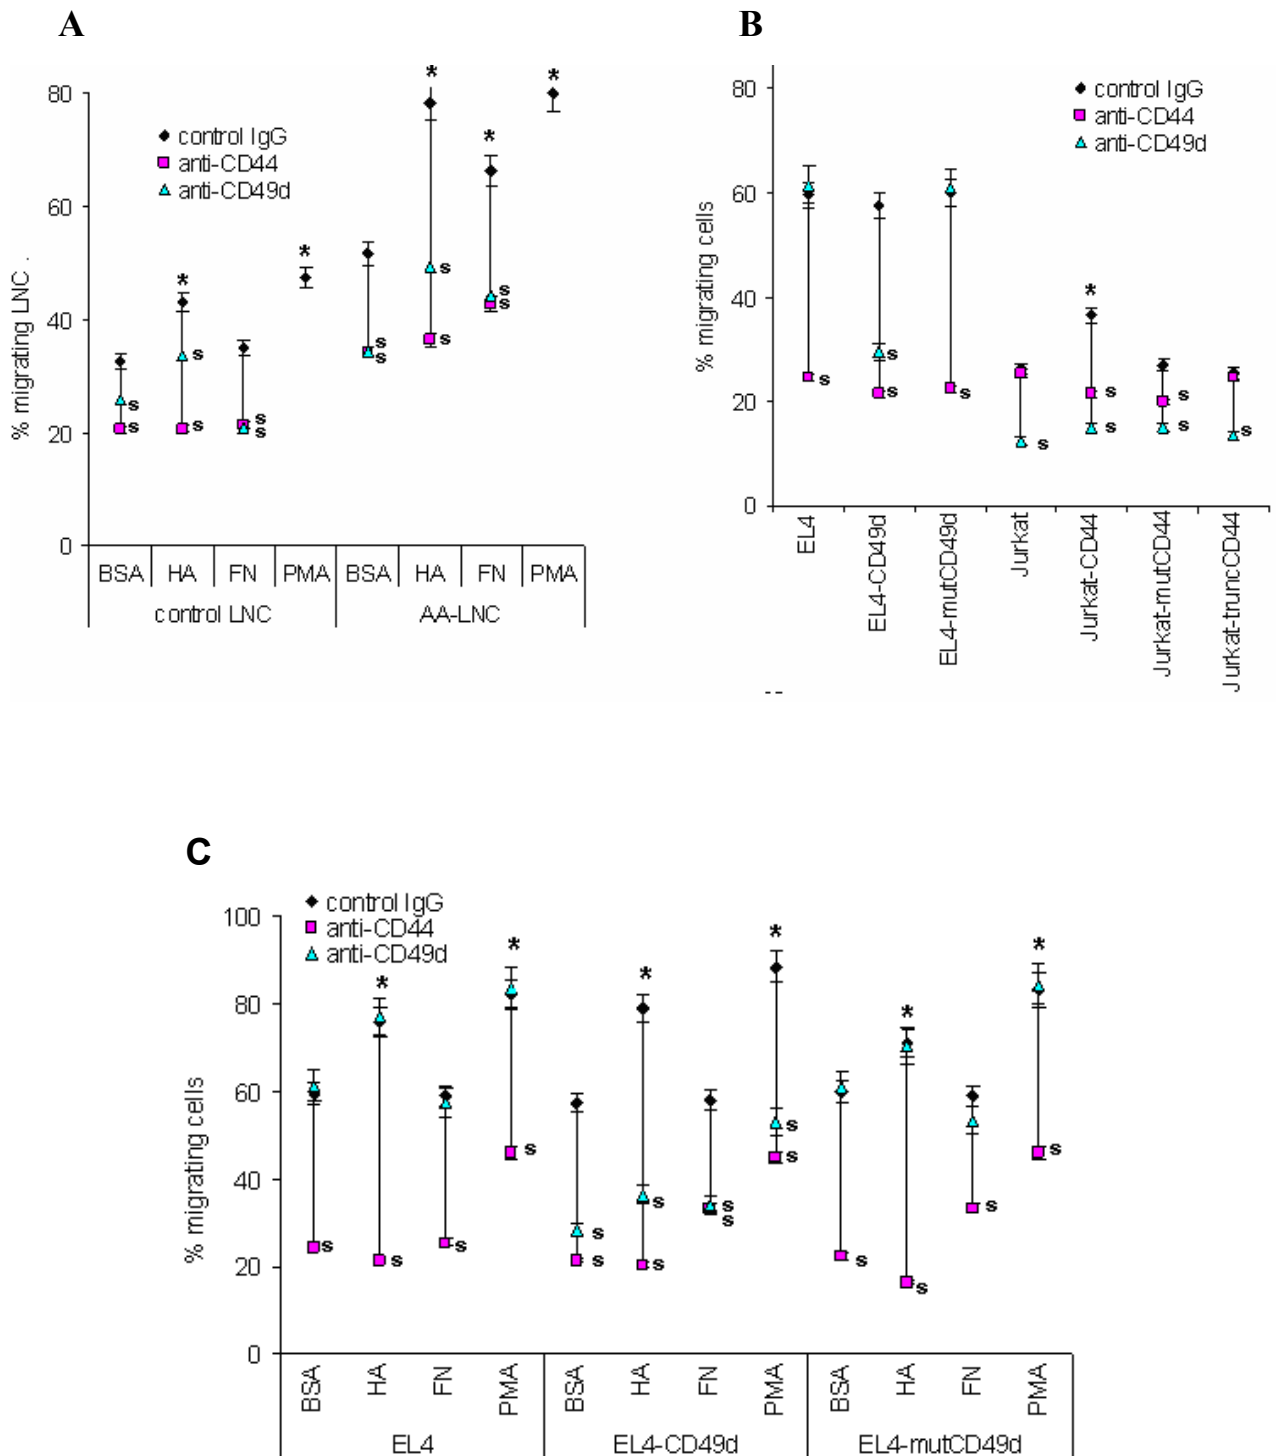 A
% migrating LNC .
80
60
40
20
0
control IgG
anti-CD44
anti-CD49d
* * * * *
s s s s s s s s s s s s
BSA HA FN PMA BSA HA FN PMA
control LNC AA-LNC
B
% migrating cells
80
60
40
20
0
control IgG
anti-CD44
anti-CD49d
*
s s s s s s s s s s
EL4
EL4-CD49d
EL4-mutCD49d
Jurkat
Jurkat-CD44
Jurkat-mutCD44
Jurkat-truncCD44
--
C
% migrating cells
100
80
60
40
20
0
control IgG
anti-CD44
anti-CD49d
* * * * * *
s s s s s s s s s s s s s s s s
BSA HA FN PMA BSA HA FN PMA BSA HA FN PMA
EL4 EL4-CD49d EL4-mutCD49d